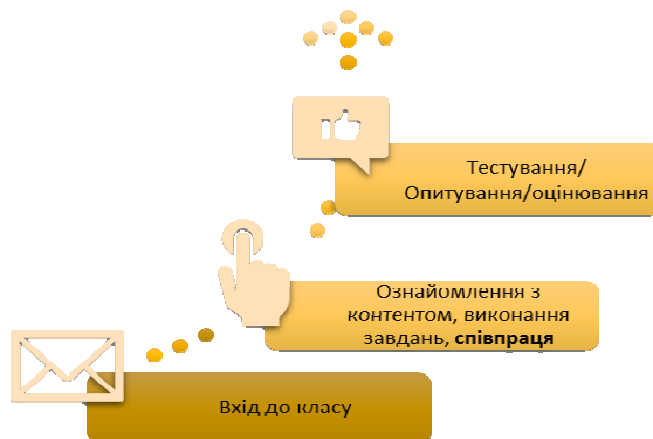 Тестування/
Опитування/оцінювання
Ознайомлення з
контентом, виконання
завдань, співпраця
Вхід до класу